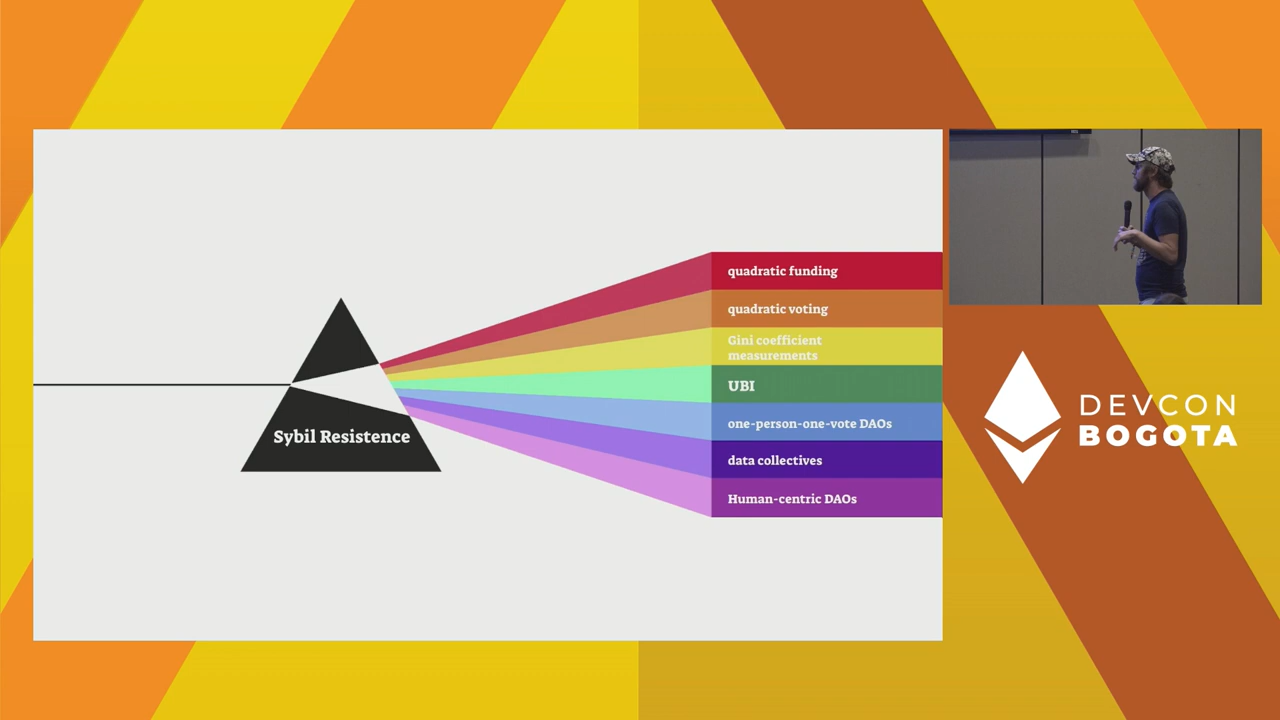 Sybil Resistence
quadratic funding
quadratic voting
Gini coefficient
measurements
UBI
one-person-one-vote DAOs
data collectives
Human-centric DAOs
DEVCON
BOGOTA